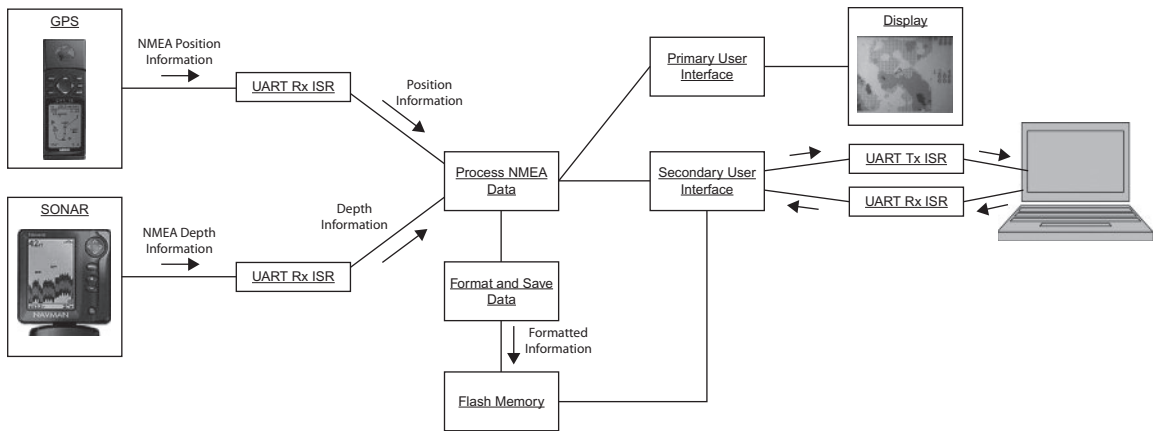 GPS
NMEA Position
Information
UART Rx ISR
Position
Information
SONAR
NAVMAN
NMEA Depth
Information
UART Rx ISR
Depth
Information
Process NMEA
Data
Format and Save
Data
Formatted
Information
Flash Memory
Primary User
Interface
Display
Secondary User
Interface
UART Tx ISR
UART Rx ISR